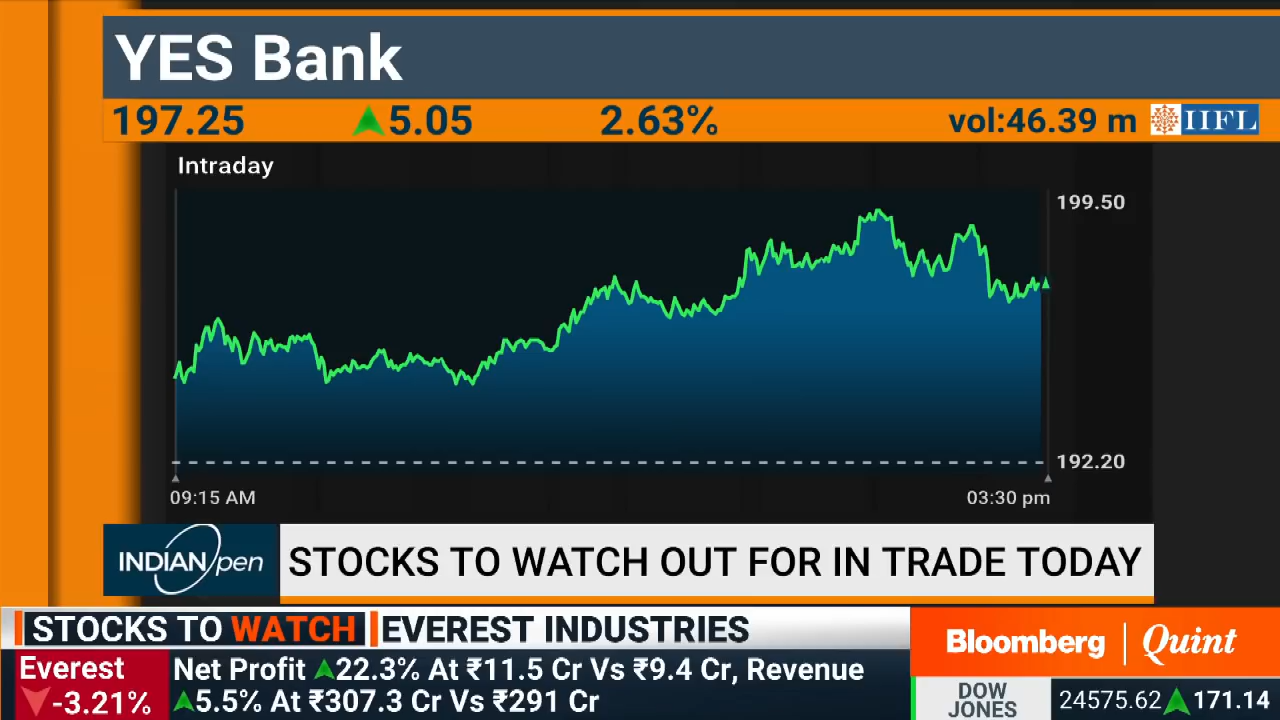 YES Bank
197.25 ▲5.05 2.63% vol:46.39 m IIFL
Intraday
199.50
192.20
09:15 AM 03:30 pm
INDIAN Open STOCKS TO WATCH OUT FOR IN TRADE TODAY
STOCKS TO WATCH EVEREST INDUSTRIES
Everest Net Profit ▲22.3% At ₹11.5 Cr Vs ₹9.4 Cr, Revenue
▼-3.21% ▲5.5% At ₹307.3 Cr Vs ₹291 Cr
Bloomberg | Quint
DOW JONES 24575.62 ▲171.14